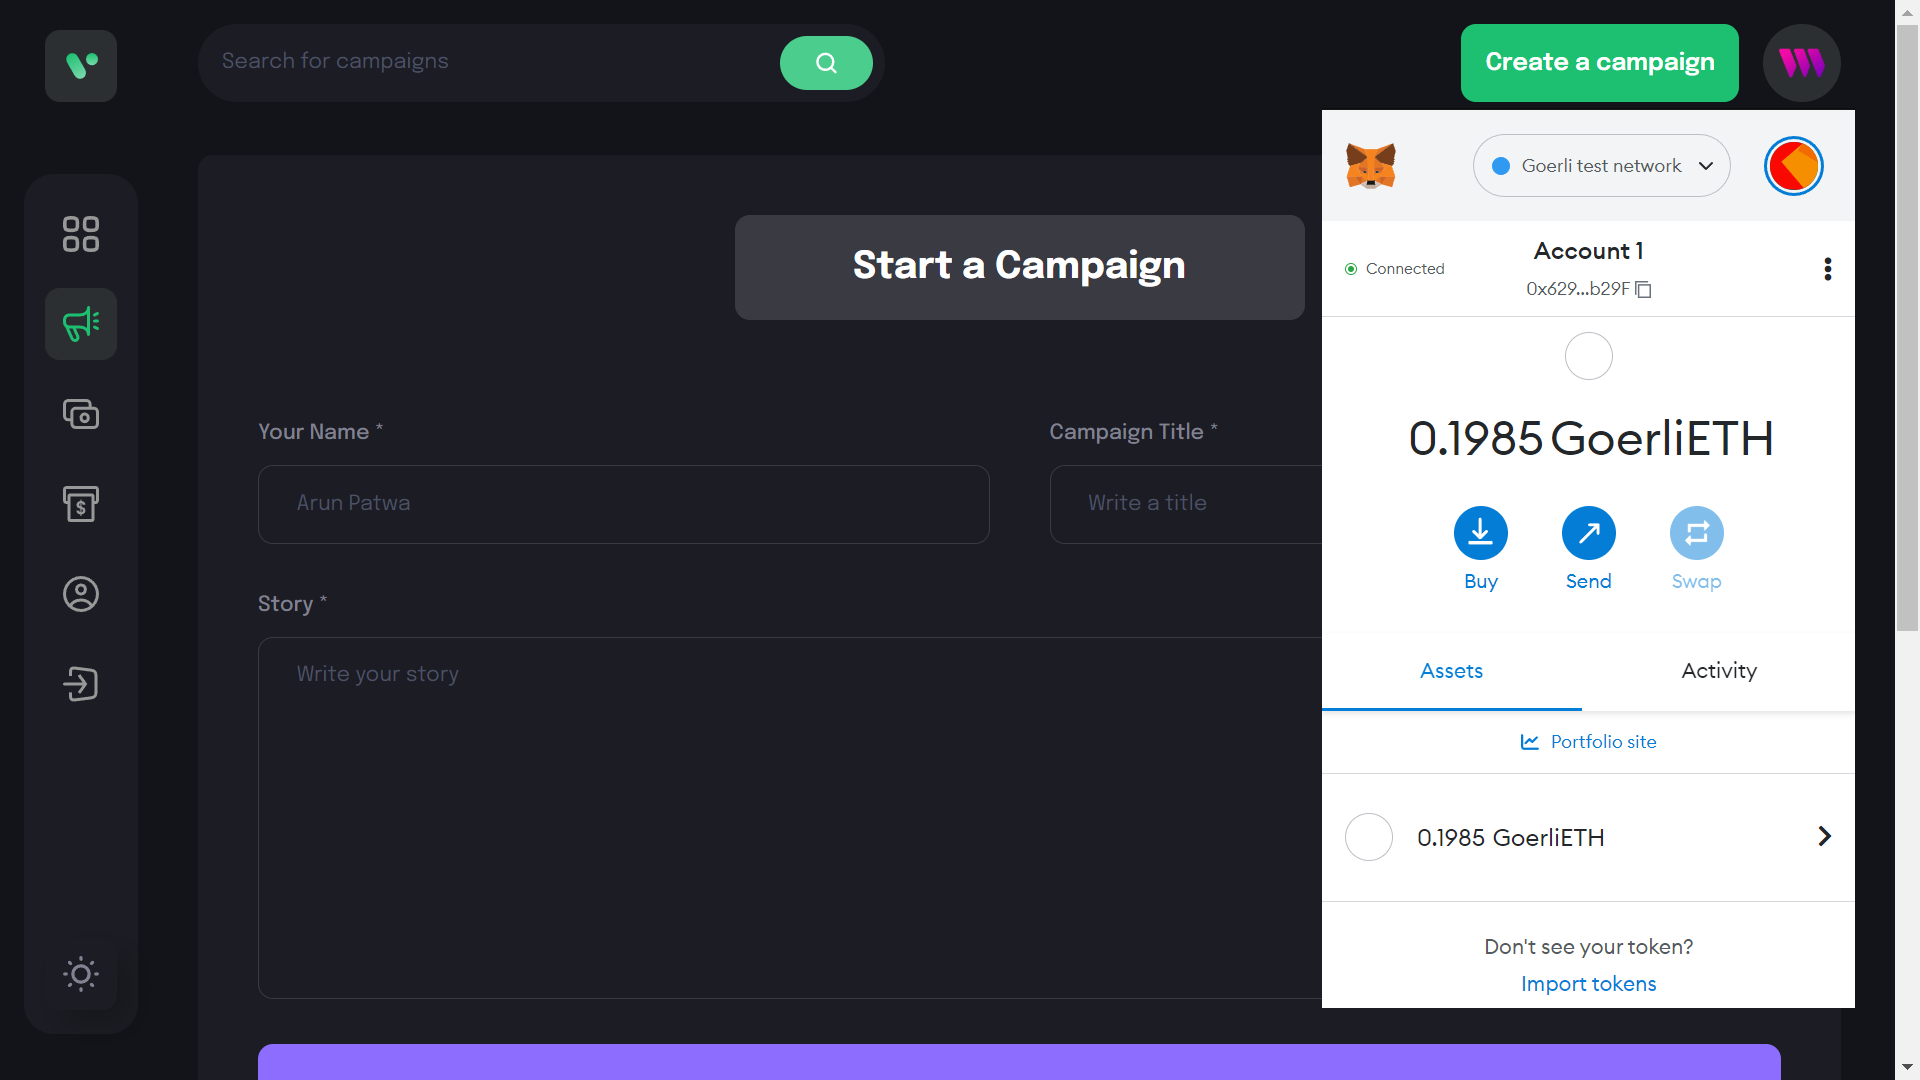 Search for campaigns
Create a campaign
Start a Campaign
Your Name *
Arun Patwa
Campaign Title *
Write a title
Story *
Write your story
Goerli test network
Connected
Account 1
0x629...b29F
0.1985 GoerliETH
Buy
Send
Swap
Assets
Activity
Portfolio site
0.1985 GoerliETH
Don't see your token?
Import tokens